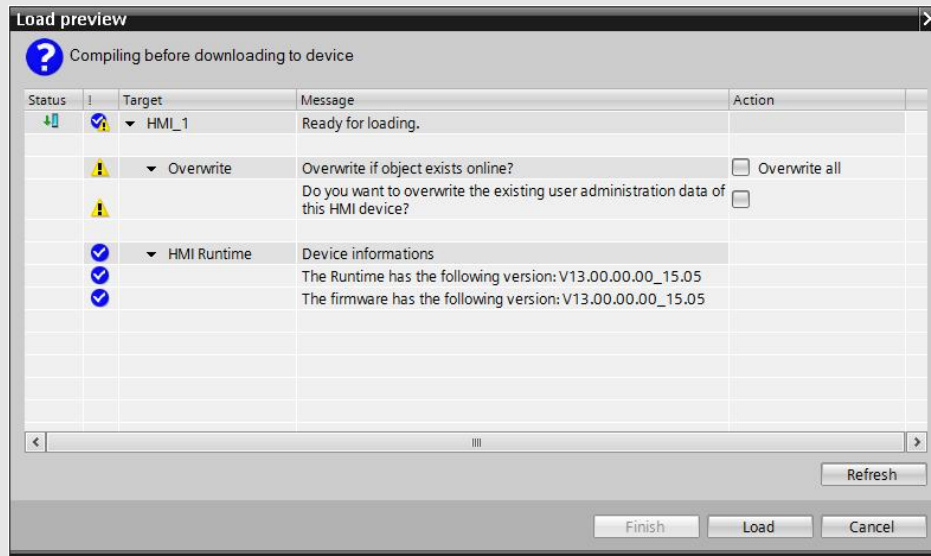 Load preview
Compiling before downloading to device
Status ! Target Message Action
HMI_1 Ready for loading.
Overwrite Overwrite if object exists online? Overwrite all
Do you want to overwrite the existing user administration data of
this HMI device?
HMI Runtime Device informations
The Runtime has the following version: V13.00.00.00_15.05
The firmware has the following version: V13.00.00.00_15.05
Refresh
Finish Load Cancel